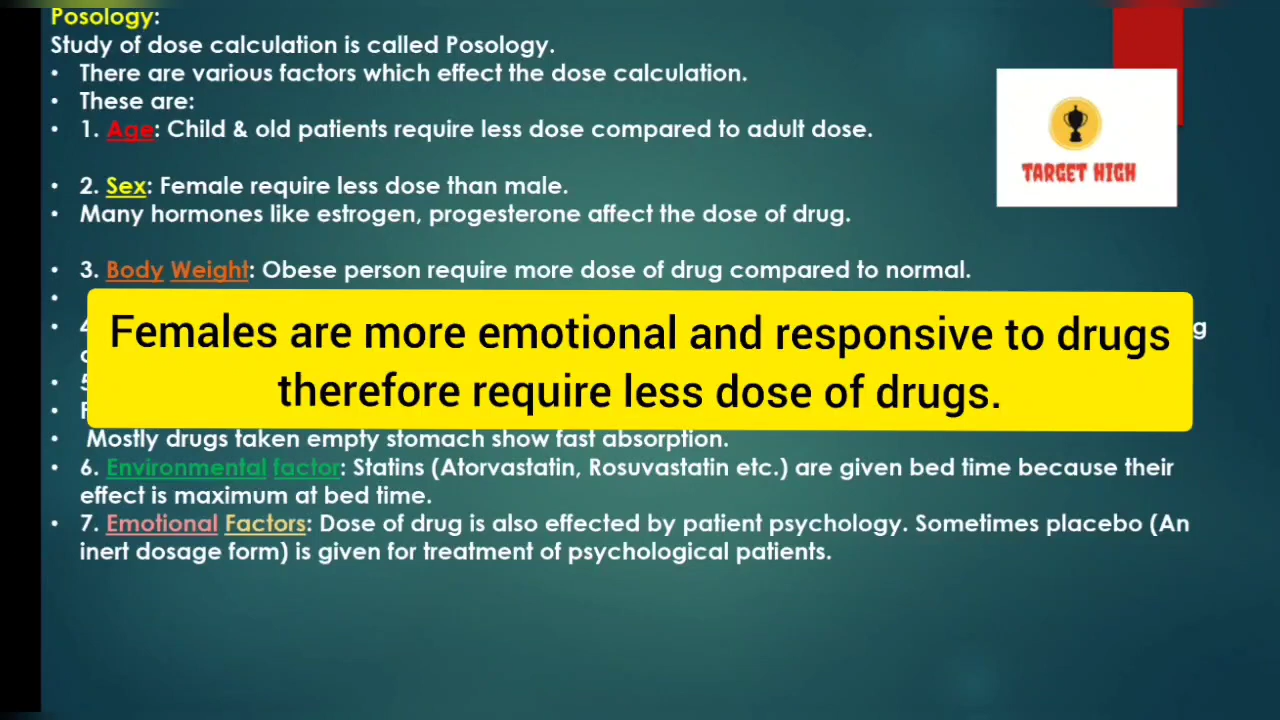 Posology:
Study of dose calculation is called Posology.
• There are various factors which effect the dose calculation.
• These are:
• 1. Age: Child & old patients require less dose compared to adult dose.
• 2. Sex: Female require less dose than male.
• Many hormones like estrogen, progesterone affect the dose of drug.
• 3. Body Weight: Obese person require more dose of drug compared to normal.
Females are more emotional and responsive to drugs
therefore require less dose of drugs.
• Mostly drugs taken empty stomach show fast absorption.
• 6. Environmental factor: Statins (Atorvastatin, Rosuvastatin etc.) are given bed time because their
effect is maximum at bed time.
• 7. Emotional Factors: Dose of drug is also effected by patient psychology. Sometimes placebo (An
inert dosage form) is given for treatment of psychological patients.
TARGET HIGH